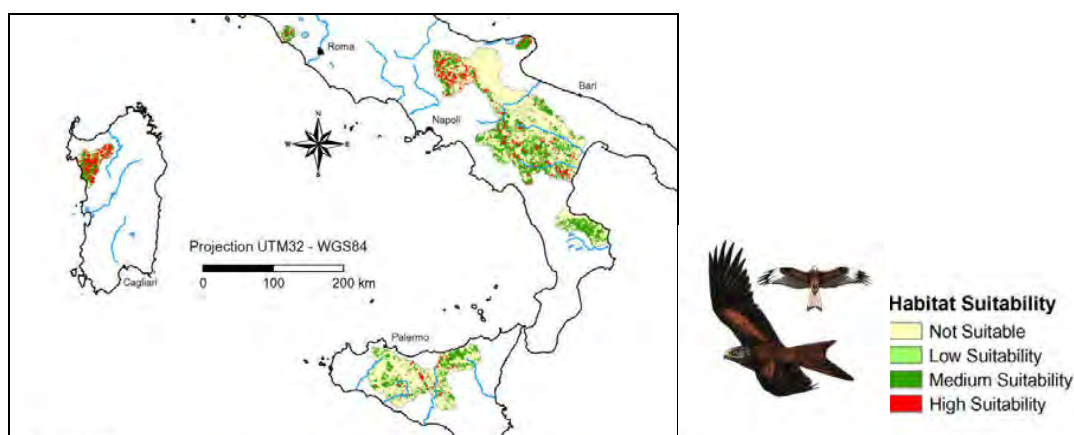 Roma
Bari
Napoli
N
W
E
S
Projection UTM32 - WGS84
0 100 200 km
Cagliari
Palermo
Habitat Suitability
Not Suitable
Low Suitability
Medium Suitability
High Suitability